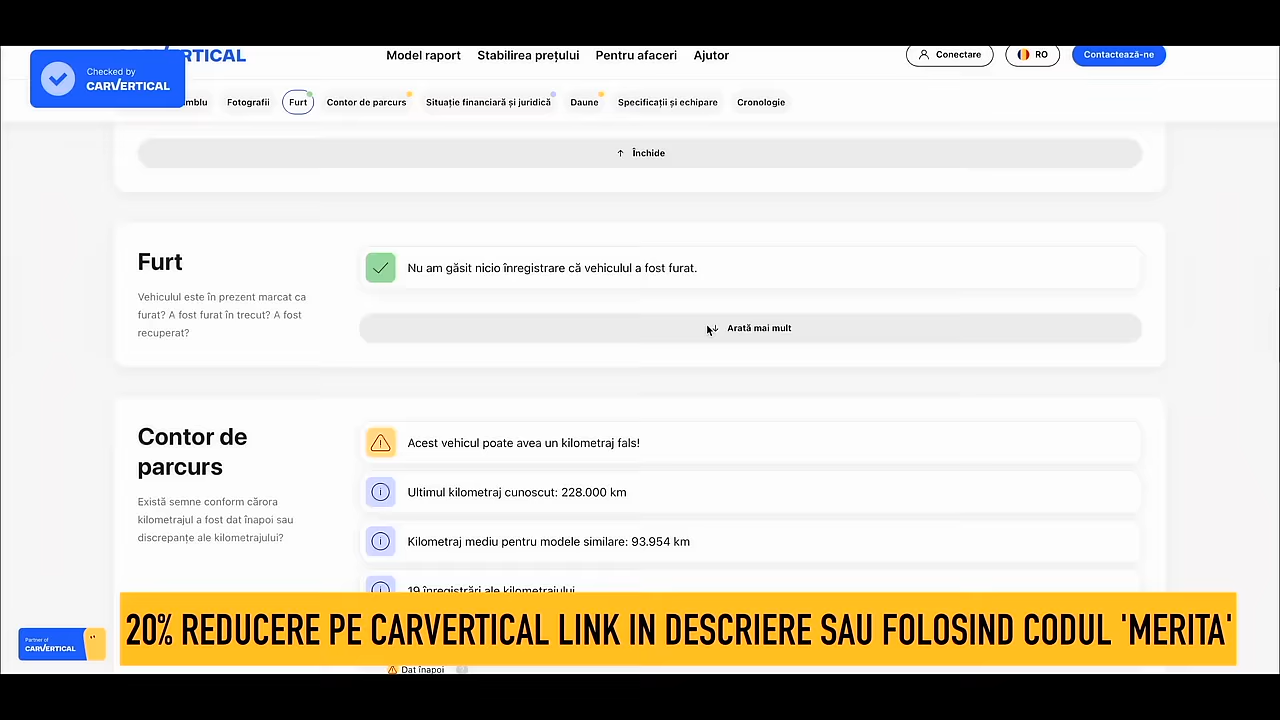 Checked by
CARVERTICAL
Model raport
Stabilirea prețului
Pentru afaceri
Ajutor
Conectare
RO
Contactează-ne
Fotografii
Furt
Contor de parcurs
Situație financiară și juridică
Daune
Specificații și echipare
Cronologie
Închide
Furt
Vehiculul este în prezent marcat ca
furat? A fost furat în trecut? A fost
recuperat?
Nu am găsit nicio înregistrare că vehiculul a fost furat.
Arată mai mult
Contor de
parcurs
Există semne conform cărora
kilometrajul a fost dat înapoi sau
discrepanțe ale kilometrajului?
Acest vehicul poate avea un kilometraj fals!
Ultimul kilometraj cunoscut: 228.000 km
Kilometraj mediu pentru modele similare: 93.954 km
19 înregistrări ale kilometrajului
20% REDUCERE PE CARVERTICAL LINK IN DESCRIERE SAU FOLOSIND CODUL 'MERITA'
Partner of
CARVERTICAL
Dat înapoi